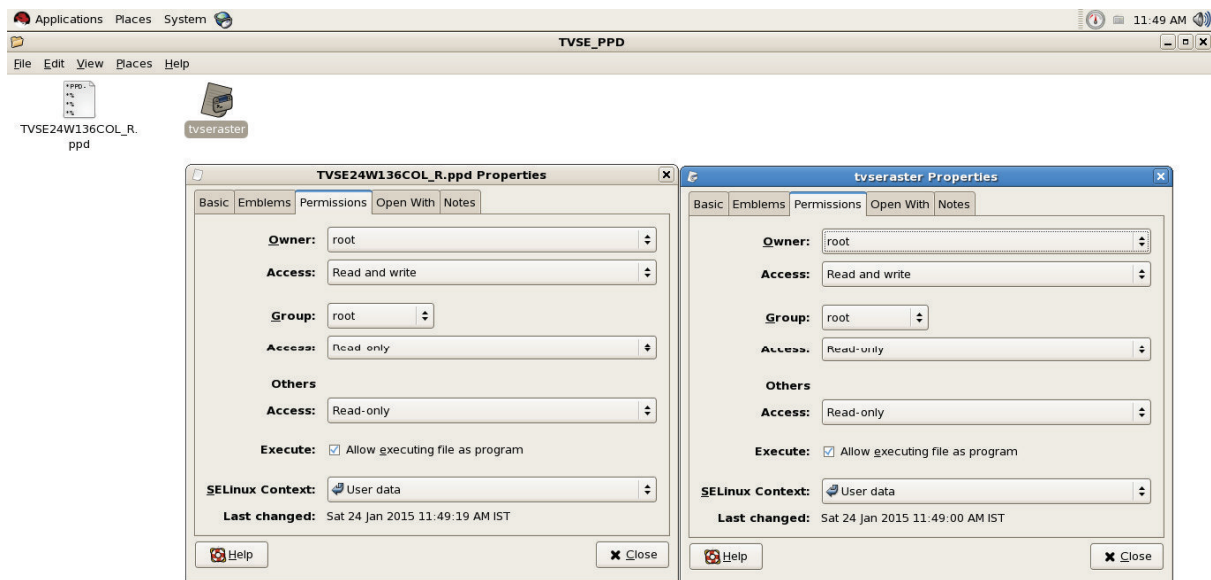 Applications Places System 11:49 AM
TVSE_PPD
File Edit View Places Help
*PPD-
*%
*%
*%
TVSE24W136COL_R.
ppd
tvseraster
TVSE24W136COL_R.ppd Properties
Basic Emblems Permissions Open With Notes
Owner: root
Access: Read and write
Group: root
Access: Read-only
Others
Access: Read-only
Execute: Allow executing file as program
SELinux Context: User data
Last changed: Sat 24 Jan 2015 11:49:19 AM IST
Help Close
tvseraster Properties
Basic Emblems Permissions Open With Notes
Owner: root
Access: Read and write
Group: root
Access: Read-only
Others
Access: Read-only
Execute: Allow executing file as program
SELinux Context: User data
Last changed: Sat 24 Jan 2015 11:49:00 AM IST
Help Close